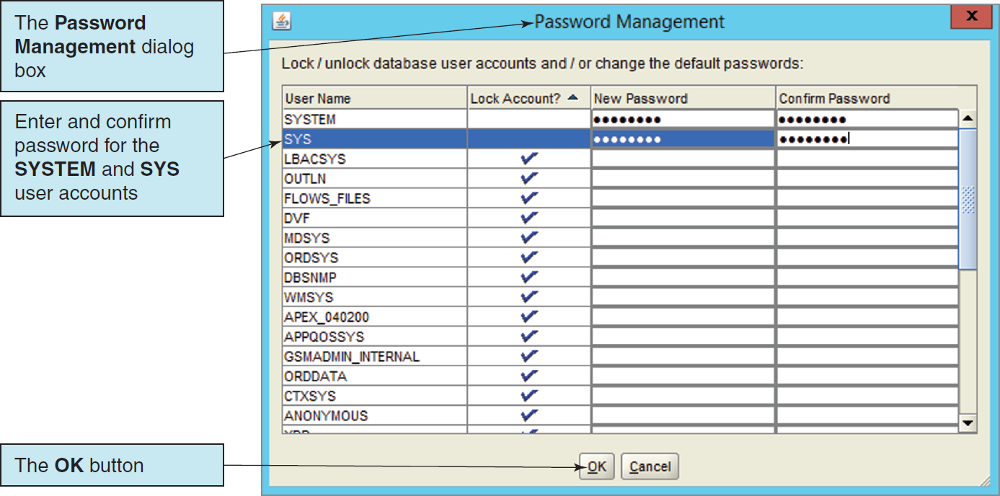 The Password
Management dialog
box
Enter and confirm
password for the
SYSTEM and SYS
user accounts
The OK button
Password Management
X
Lock / unlock database user accounts and / or change the default passwords:
User Name Lock Account? New Password Confirm Password
SYSTEM ●●●●●●●● ●●●●●●●●
SYS ●●●●●●●● ●●●●●●●●
LBACSYS ✔
OUTLN ✔
FLOWS_FILES ✔
DVF ✔
MDSYS ✔
ORDSYS ✔
DBSNMP ✔
WMSYS ✔
APEX_040200 ✔
APPQOSSYS ✔
GSMADMIN_INTERNAL ✔
ORDDATA ✔
CTXSYS ✔
ANONYMOUS ✔
OK Cancel